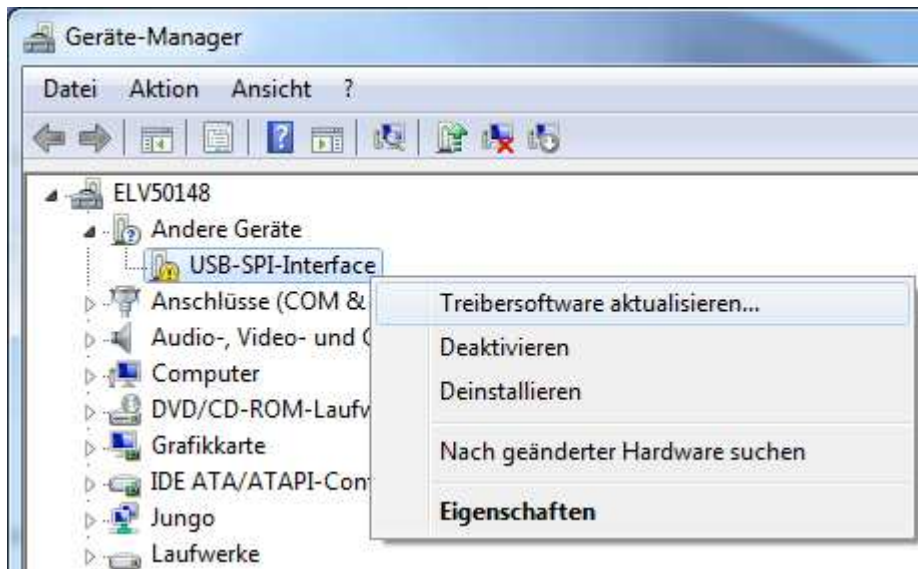 Geräte-Manager
Datei Aktion Ansicht ?
ELV50148
Andere Geräte
USB-SPI-Interface
Anschlüsse (COM &
Audio-, Video- und
Computer
DVD/CD-ROM-Laufw
Grafikkarte
IDE ATA/ATAPI-Con
Jungo
Laufwerke
Treibersoftware aktualisieren...
Deaktivieren
Deinstallieren
Nach geänderter Hardware suchen
Eigenschaften